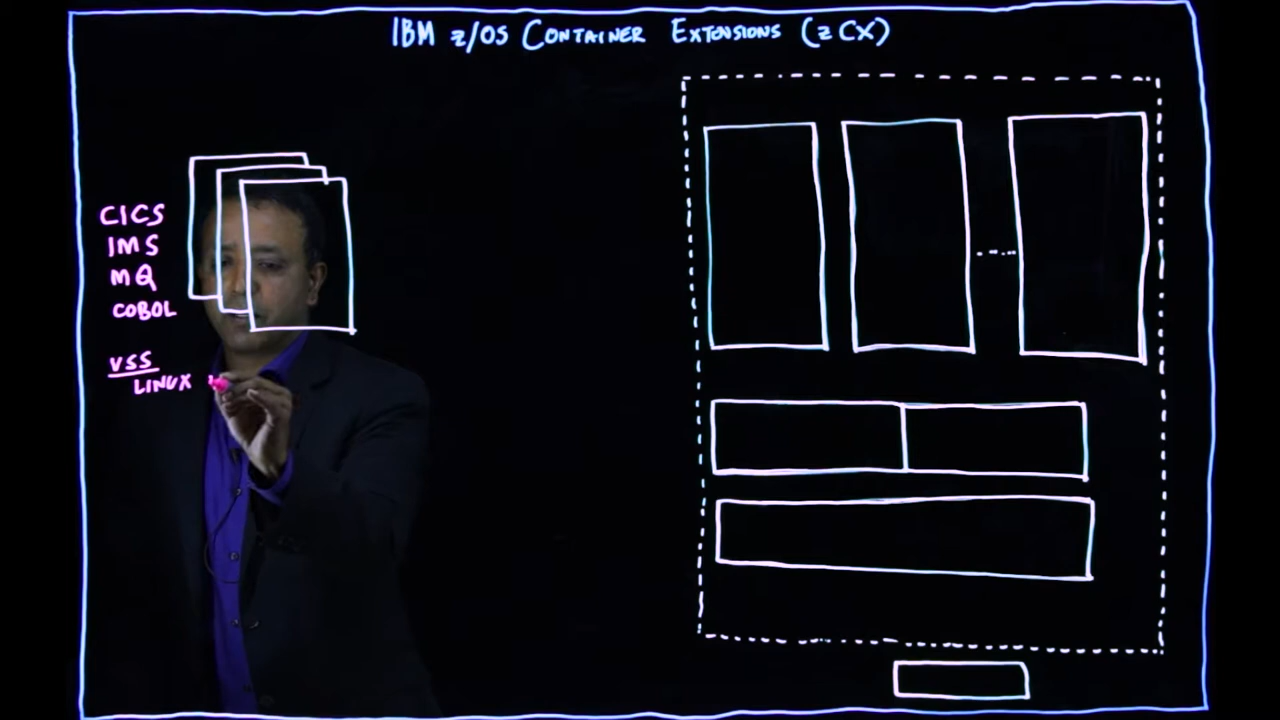 IBM z/OS CONTAINER EXTENSIONS (zCX)
CICS
IMS
MQ
COBOL
VSS
LINUX